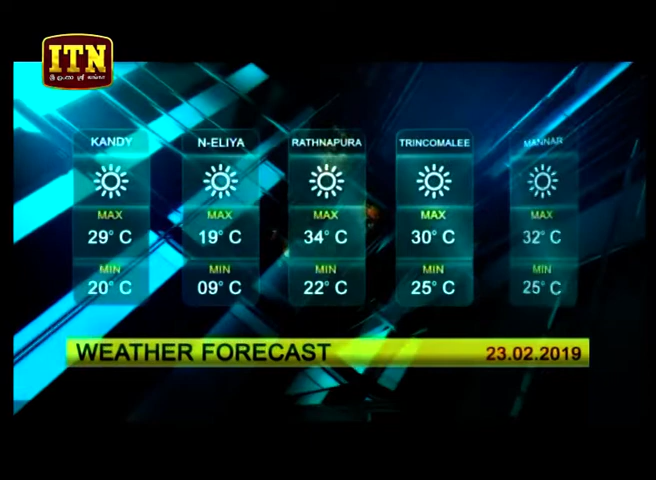 ITN
KANDY N-ELIYA RATHNAPURA TRINCOMALEE MANNAR
MAX MAX MAX MAX MAX
29° C 19° C 34° C 30° C 32° C
MIN MIN MIN MIN MIN
20° C 09° C 22° C 25° C 25° C
WEATHER FORECAST 23.02.2019